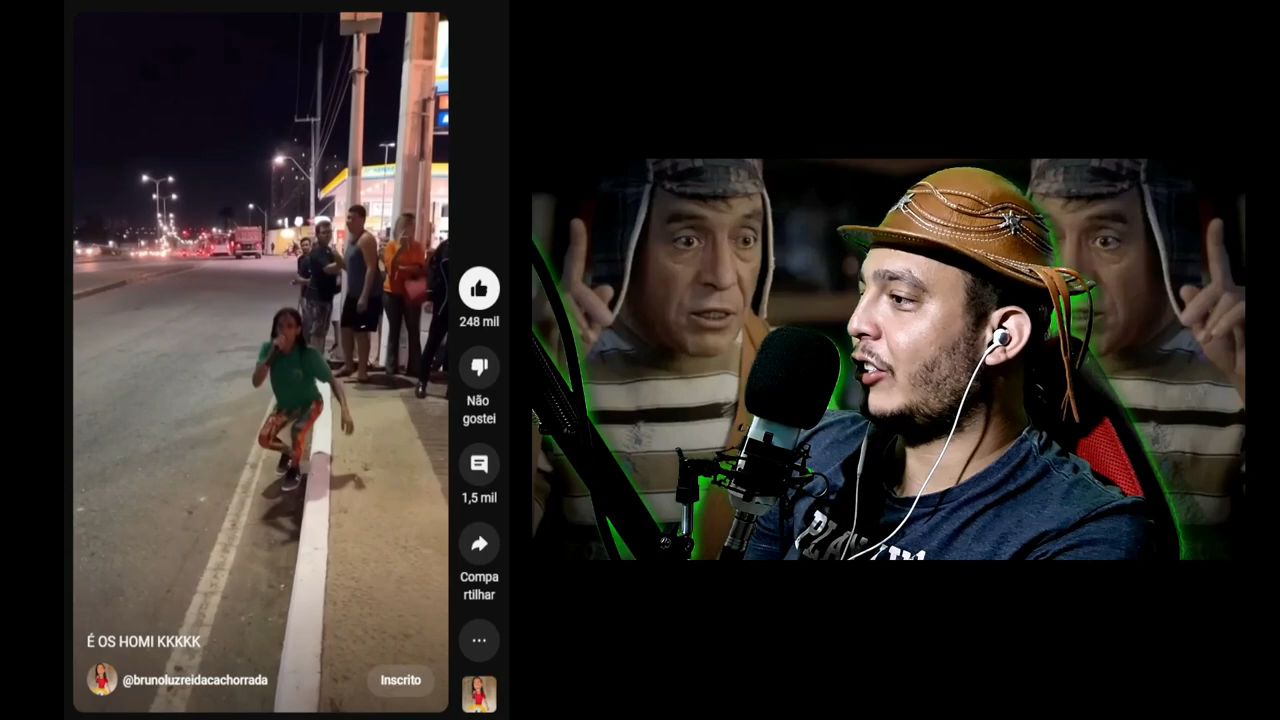 248 mil
Não
gostei
1,5 mil
Compa
rtilhar
É OS HOMI KKKKK
@brunoluzreidacachorrada
Inscrito